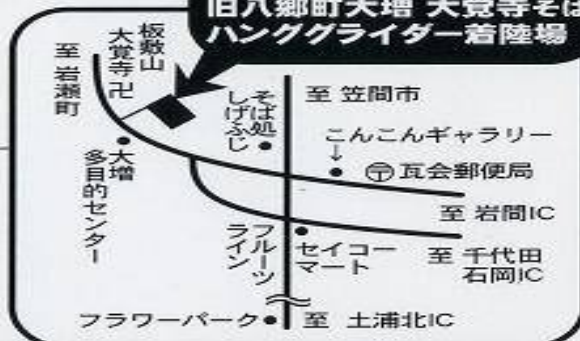 旧八郷町大増 大覚寺そば
ハンググライダー着陸場
板敷山
大覚寺卍
至 岩瀬町
そば処
しげふじ
至 笠間市
こんこんギャラリー
↓
〒瓦会郵便局
大増
多目的センター
至 岩間IC
フルーツ
ライン
セイコー
マート
至 千代田
石岡IC
フラワーパーク
至 土浦北IC